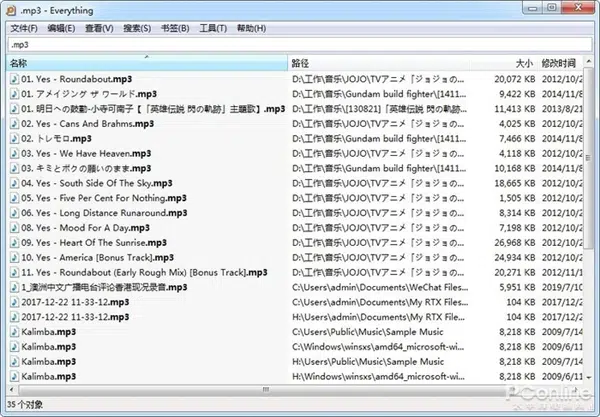 .mp3 - Everything
文件(F) 编辑(E) 查看(V) 搜索(S) 书签(B) 工具(T) 帮助(H)
.mp3
名称 路径 大小 修改时间
01. Yes - Roundabout.mp3 D:\工作\音乐\JOJO\TVアニメ「ジョジョの... 20,072 KB 2012/10/2
01. アメイジング ザ ワールド.mp3 D:\工作\音乐\Gundam build fighter\[1411... 9,422 KB 2014/11/8
01. 明日への鼓動-小寺可南子【「英雄伝説 閃の軌跡」主題歌】.mp3 D:\工作\音乐\[130821]「英雄伝説 閃の軌跡... 11,413 KB 2013/8/21
02. Yes - Cans And Brahms.mp3 D:\工作\音乐\JOJO\TVアニメ「ジョジョの... 4,025 KB 2012/10/2
02. トレモロ.mp3 D:\工作\音乐\Gundam build fighter\[1411... 7,466 KB 2014/11/8
03. Yes - We Have Heaven.mp3 D:\工作\音乐\JOJO\TVアニメ「ジョジョの... 4,118 KB 2012/10/2
03. キミとボクの願いのまま.mp3 D:\工作\音乐\Gundam build fighter\[1411... 10,168 KB 2014/11/8
04. Yes - South Side Of The Sky.mp3 D:\工作\音乐\JOJO\TVアニメ「ジョジョの... 18,665 KB 2012/10/2
05. Yes - Five Per Cent For Nothing.mp3 D:\工作\音乐\JOJO\TVアニメ「ジョジョの... 1,505 KB 2012/10/2
06. Yes - Long Distance Runaround.mp3 D:\工作\音乐\JOJO\TVアニメ「ジョジョの... 8,314 KB 2012/10/2
08. Yes - Mood For A Day.mp3 D:\工作\音乐\JOJO\TVアニメ「ジョジョの... 7,198 KB 2012/10/2
09. Yes - Heart Of The Sunrise.mp3 D:\工作\音乐\JOJO\TVアニメ「ジョジョの... 26,968 KB 2012/10/2
10. Yes - America [Bonus Track].mp3 D:\工作\音乐\JOJO\TVアニメ「ジョジョの... 24,934 KB 2012/10/2
11. Yes - Roundabout (Early Rough Mix) [Bonus Track].mp3 D:\工作\音乐\JOJO\TVアニメ「ジョジョの... 20,271 KB 2012/11/1
1_澳洲中文广播电台评论香港现况录音.mp3 C:\Users\admin\Documents\WeChat Fi... 5,951 KB 2019/7/19
2017-12-22 11-33-12.mp3 C:\Users\admin\Documents\My RTX Fi... 104 KB 2017/12/2
2017-12-22 11-33-12.mp3 H:\Users\admin\Documents\My RTX Fi... 104 KB 2017/12/2
Kalimba.mp3 C:\Users\Public\Music\Sample Music 8,218 KB 2009/7/14
Kalimba.mp3 C:\Windows\winsxs\amd64_microsoft-wi... 8,218 KB 2009/6/11
Kalimba.mp3 H:\Users\Public\Music\Sample Music 8,218 KB 2009/7/14
Kalimba.mp3 H:\Windows\winsxs\amd64_microsoft-wi... 8,218 KB 2009/6/11
35 个对象
PConline